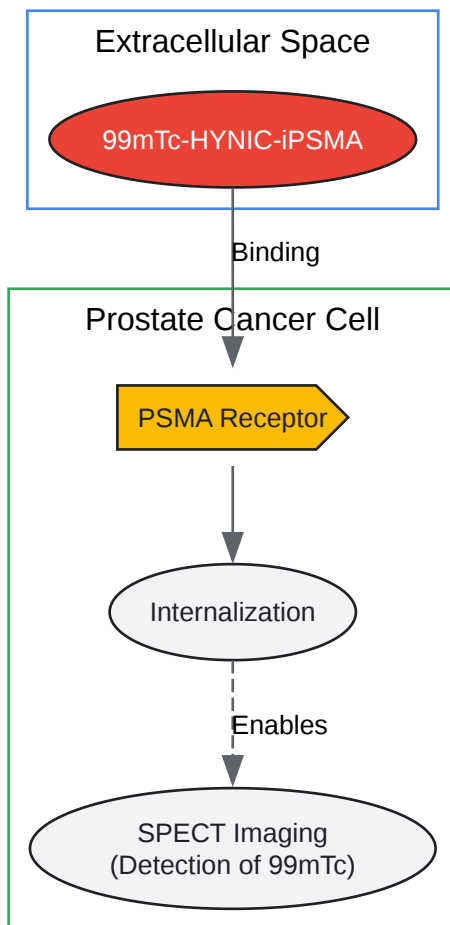 Extracellular Space
99mTc-HYNIC-iPSMA
Binding
Prostate Cancer Cell
PSMA Receptor
Internalization
Enables
SPECT Imaging
(Detection of 99mTc)